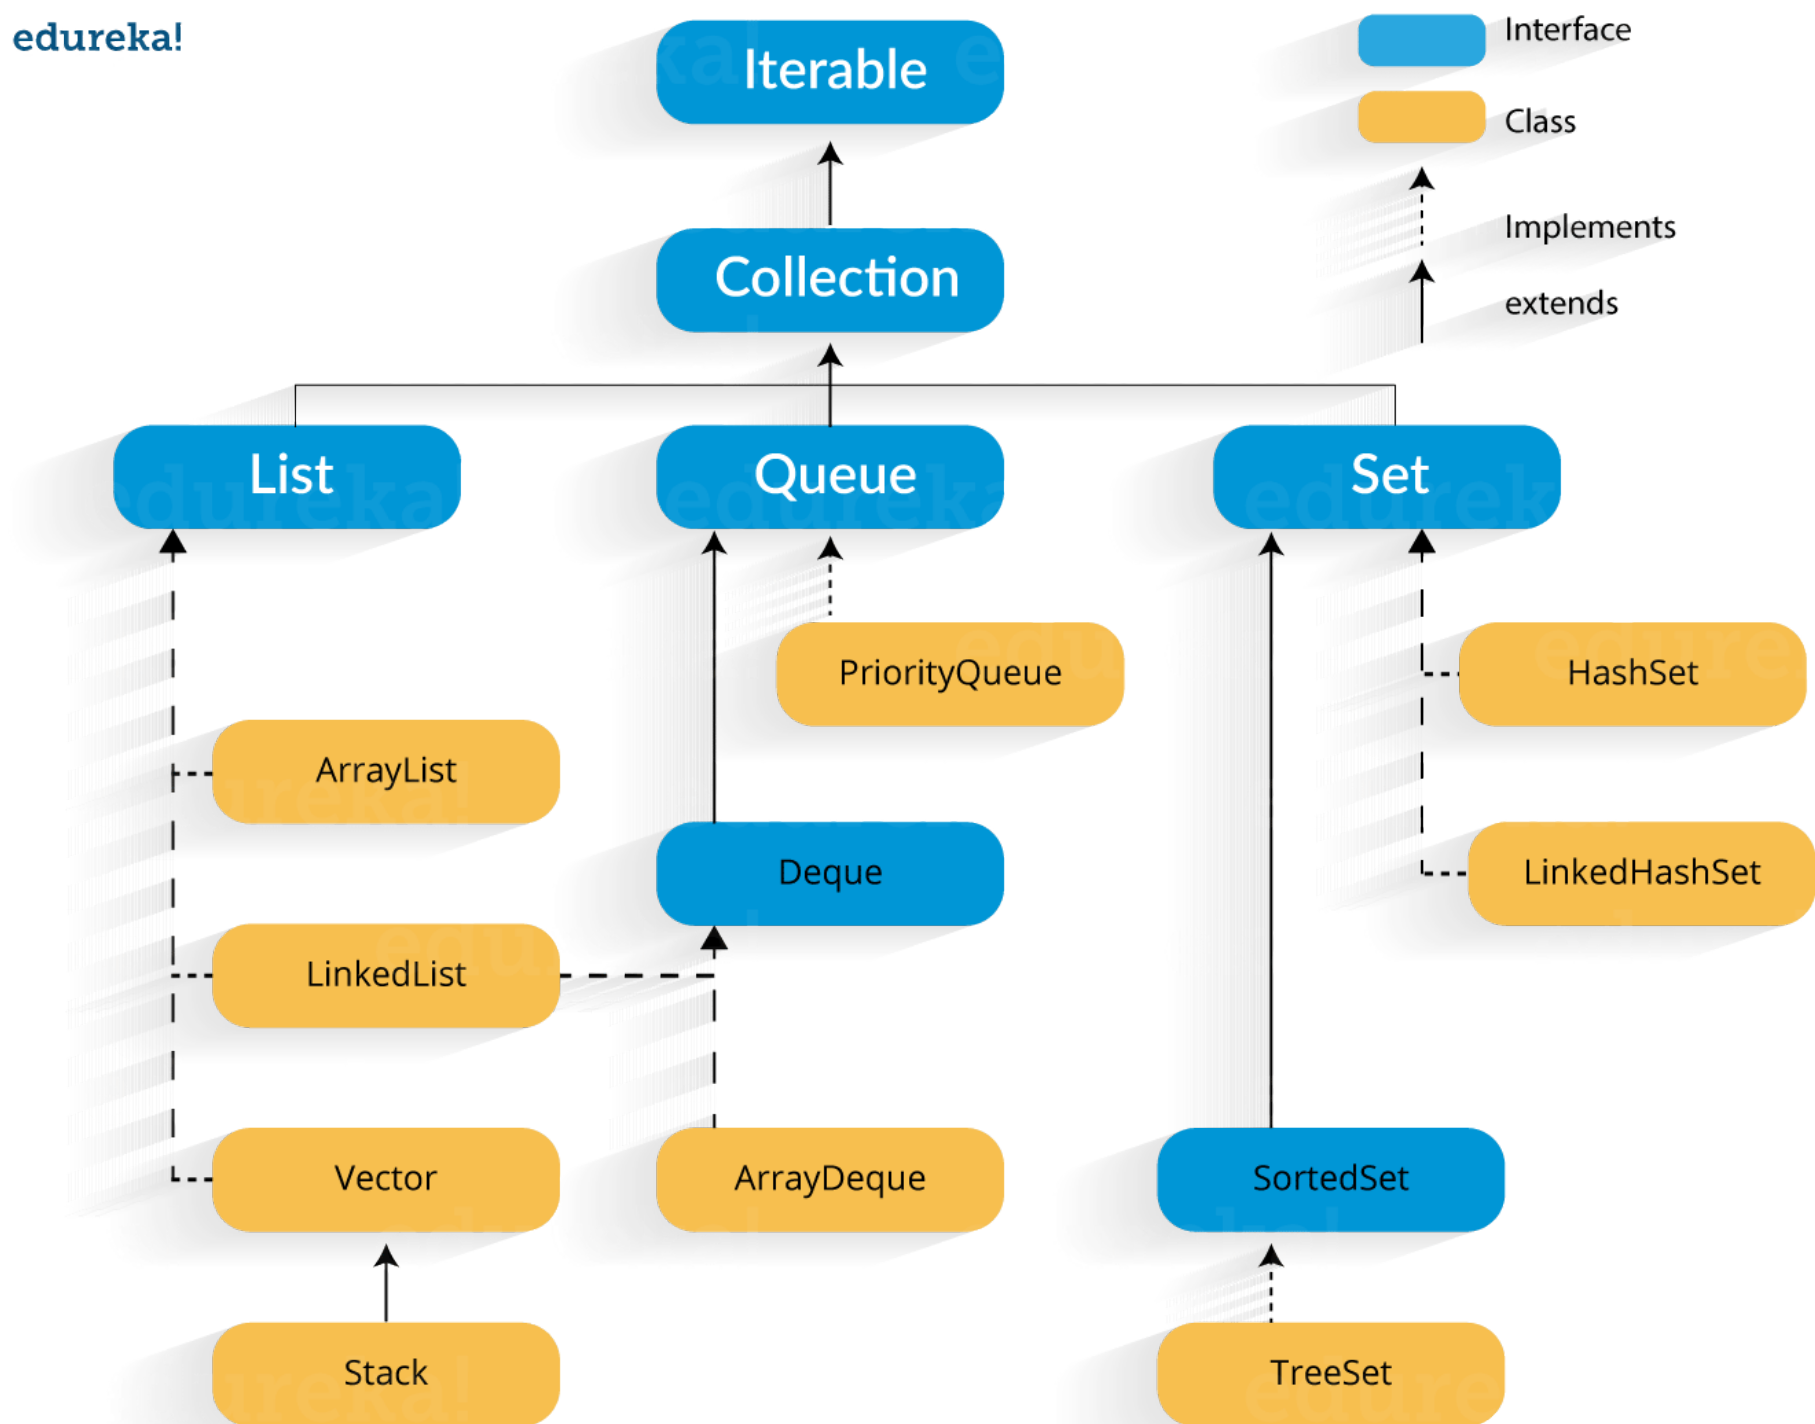 edureka!
Iterable
Interface
Class
Implements
extends
Collection
List
Queue
Set
PriorityQueue
HashSet
ArrayList
Deque
LinkedHashSet
LinkedList
Vector
ArrayDeque
SortedSet
Stack
TreeSet